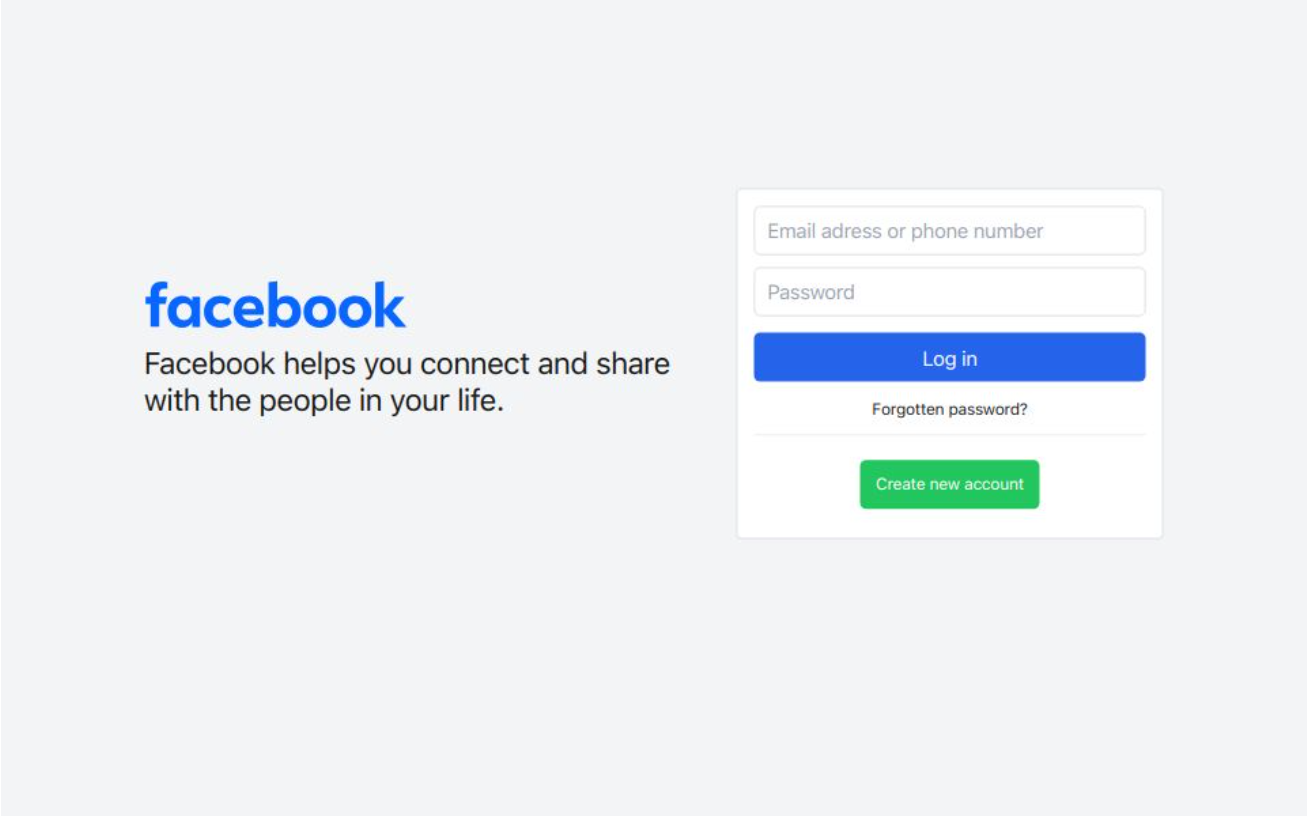 facebook
Facebook helps you connect and share
with the people in your life.
Email adress or phone number
Password
Log in
Forgotten password?
Create new account